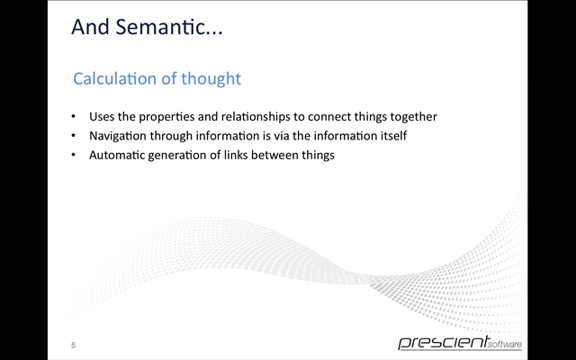 And Semantic...
Calculation of thought
• Uses the properties and relationships to connect things together
• Navigation through information is via the information itself
• Automatic generation of links between things
5
prescient software